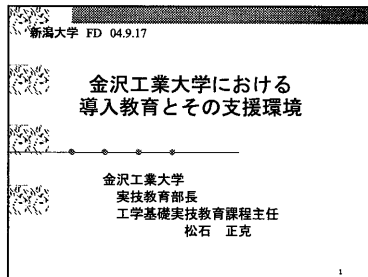 新潟大学 FD 04.9.17
金沢工業大学における
導入教育とその支援環境
金沢工業大学
実技教育部長
工学基礎実技教育課程主任
松石 正克
1